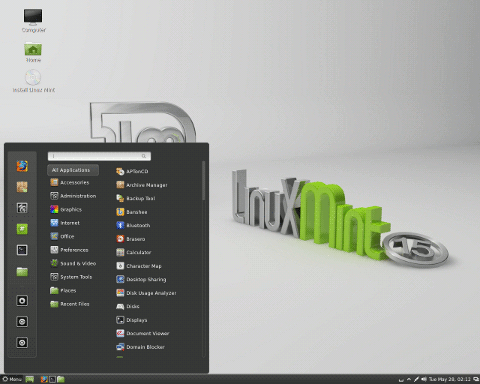 Computer
Home
Install Linux Mint
LinuxMint
15
All Applications
Accessories
Administration
Graphics
Internet
Office
Preferences
Sound & Video
System Tools
Places
Recent Files
APTonCD
Archive Manager
Backup Tool
Banshee
Bluetooth
Brasero
Calculator
Character Map
Desktop Sharing
Disk Usage Analyzer
Disks
Displays
Document Viewer
Domain Blocker
Menu
Tue May 28, 02:12